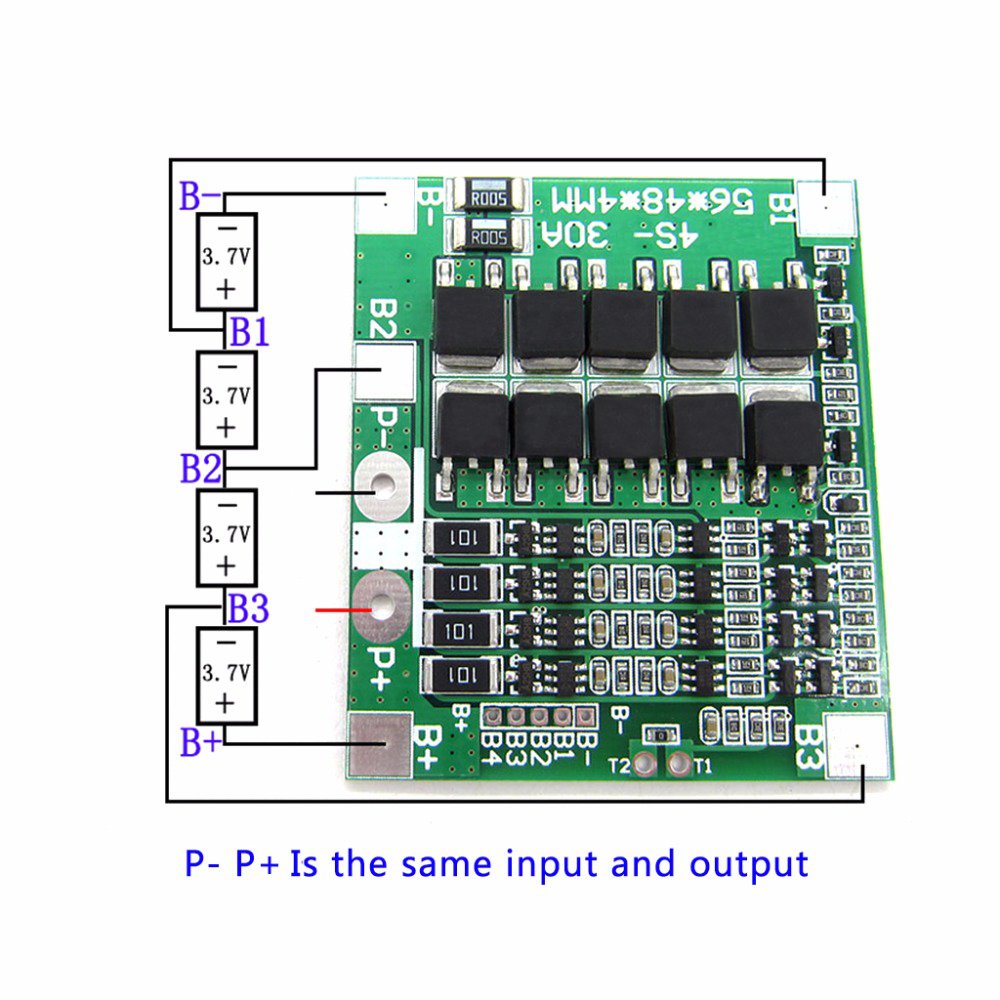 B-
3.7V
B1
3.7V
B2
3.7V
B3
3.7V
B+
B-
R005
R005
56*48*4MM
4S- 30A
B1
B2
P-
P+
101
101
101
101
B+
B+
B4
B3
B2
B1
B-
B-
T2
T1
B3
P- P+ Is the same input and output